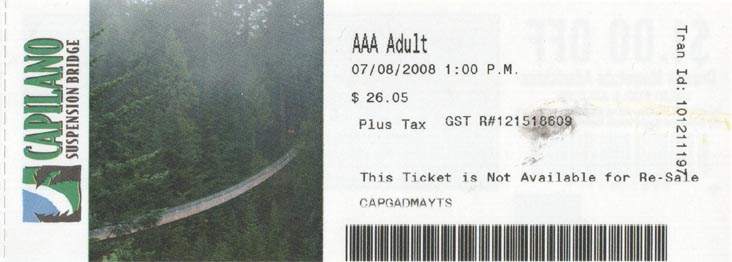 CAPILANO
SUSPENSION BRIDGE
AAA Adult
07/08/2008 1:00 P.M.
$ 26.05
Plus Tax GST R#121518609
This Ticket is Not Available for Re-Sale
CAPGADMAYTS
Tran Id: 101211197